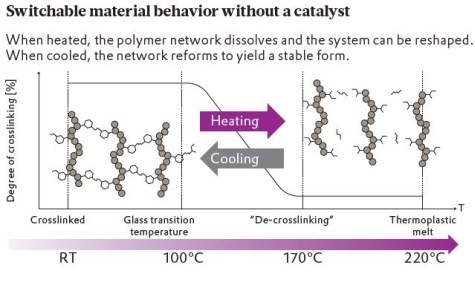 Switchable material behavior without a catalyst
When heated, the polymer network dissolves and the system can be reshaped.
When cooled, the network reforms to yield a stable form.
Degree of crosslinking [%]
Heating
Cooling
T
Crosslinked
Glass transition
temperature
"De-crosslinking"
Thermoplastic
melt
RT
100°C
170°C
220°C